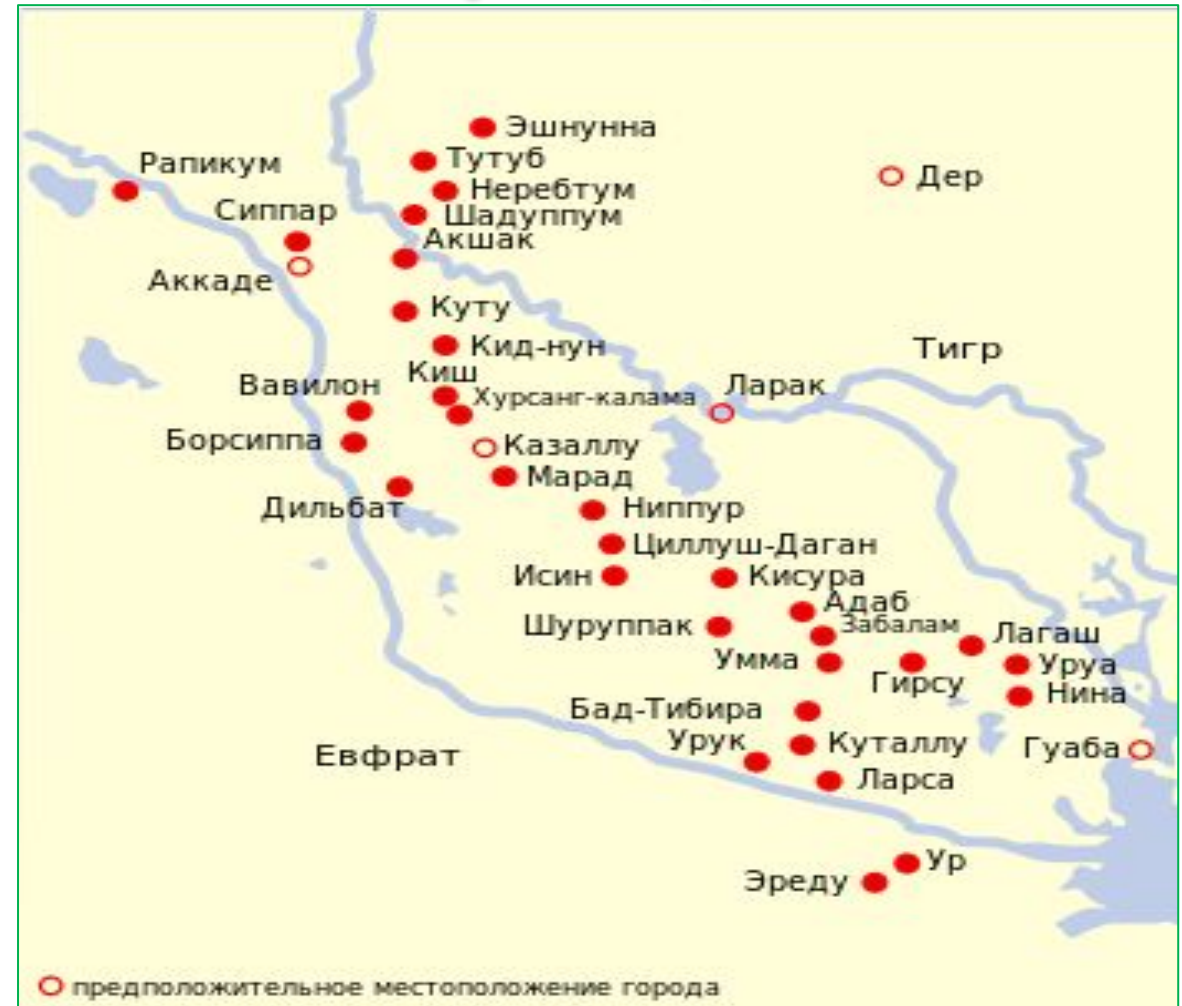 Эшнунна
Тутуб
Дер
Рапикум
Неребтум
Сиппар
Шадуппум
Акшак
Аккаде
Куту
Кид-нун
Тигр
Киш
Вавилон
Ларак
Хурсанг-калама
Борсиппа
Казаллу
Марад
Дильбат
Ниппур
Циллуш-Даган
Исин
Кисура
Адаб
Шуруппак
Забалам
Лагаш
Умма
Уруа
Гирсу
Нина
Бад-Тибира
Урук
Куталлу
Гуаба
Евфрат
Ларса
Ур
Эреду
предположительное местоположение города